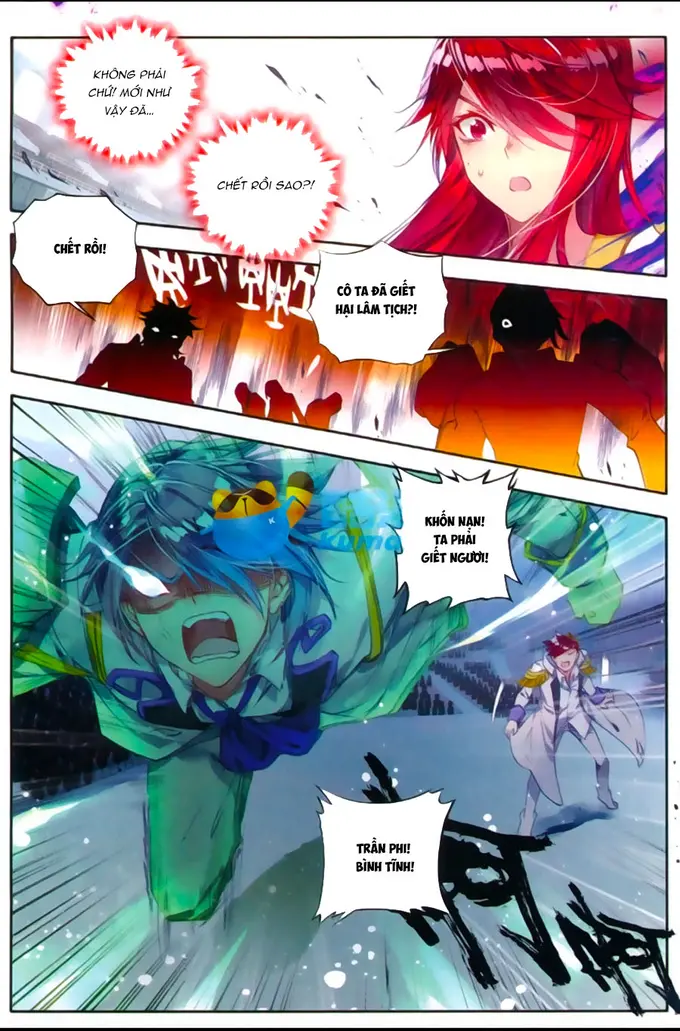 KHÔNG PHẢI
CHỨ! MỚI NHƯ
VẬY ĐÃ...
CHẾT RỒI SAO?!
CHẾT RỒI!
CÔ TA ĐÃ GIẾT
HẠI LÂM TỊCH?!
KHỐN NẠN!
TA PHẢI
GIẾT NGƯƠI!
TRẦN PHI!
BÌNH TĨNH!